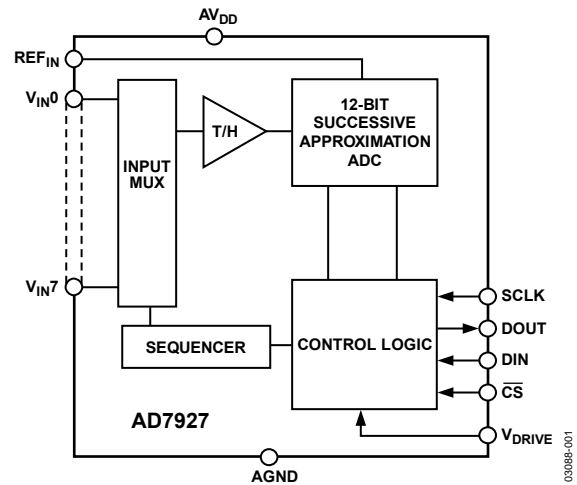 AVDD
REFIN
VIN0
T/H
12-BIT
SUCCESSIVE
APPROXIMATION
ADC
INPUT
MUX
VIN7
SCLK
DOUT
DIN
CS
VDRIVE
SEQUENCER
CONTROL LOGIC
AD7927
AGND
03088-001